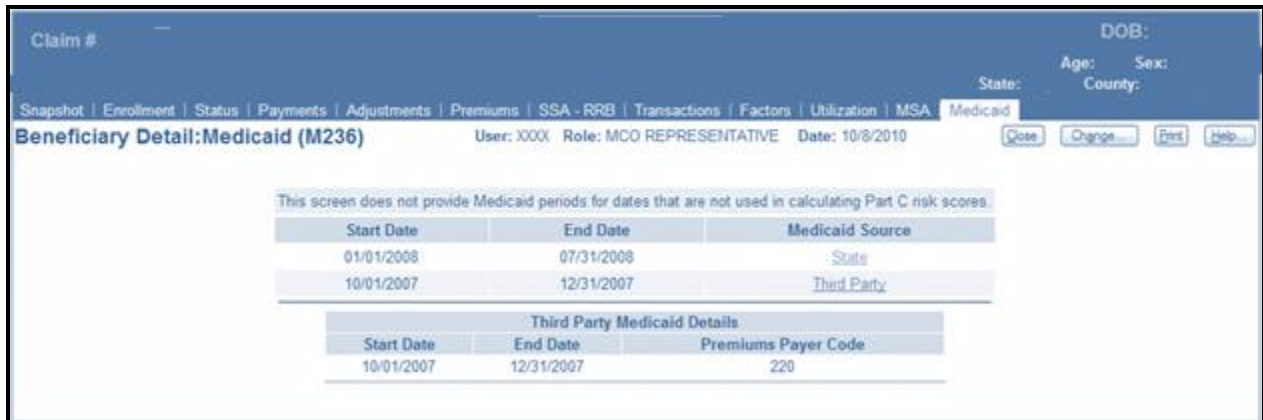 Claim #
DOB:
Age: Sex:
State: County:
Snapshot | Enrollment | Status | Payments | Adjustments | Premiums | SSA - RRB | Transactions | Factors | Utilization | MSA | Medicaid
Beneficiary Detail:Medicaid (M236) User: XXXX Role: MCO REPRESENTATIVE Date: 10/8/2010 Close Change... Print Help...
This screen does not provide Medicaid periods for dates that are not used in calculating Part C risk scores.
Start Date End Date Medicaid Source
01/01/2008 07/31/2008 State
10/01/2007 12/31/2007 Third Party
Third Party Medicaid Details
Start Date End Date Premiums Payer Code
10/01/2007 12/31/2007 220